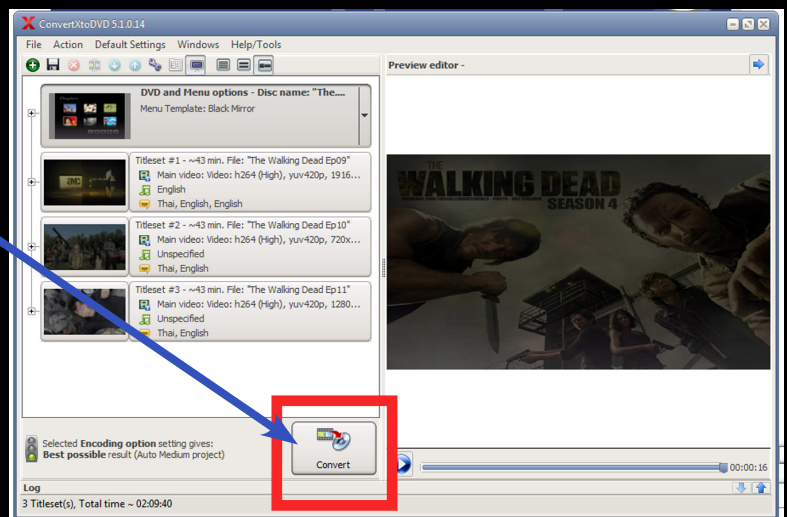 ConvertXtoDVD 5.1.0.14
File Action Default Settings Windows Help/Tools
Preview editor -
DVD and Menu options - Disc name: "The....
Menu Template: Black Mirror
Titleset #1 - ~43 min. File: "The Walking Dead Ep09"
Main video: Video: h264 (High), yuv420p, 1916...
English
Thai, English, English
Titleset #2 - ~43 min. File: "The Walking Dead Ep10"
Main video: Video: h264 (High), yuv420p, 720x...
Unspecified
Thai, English
Titleset #3 - ~43 min. File: "The Walking Dead Ep11"
Main video: Video: h264 (High), yuv420p, 1280...
Unspecified
Thai, English
THE
WALKING DEAD
SEASON 4
Selected Encoding option setting gives:
Best possible result (Auto Medium project)
Convert
00:00:16
Log
3 Titleset(s), Total time ~ 02:09:40